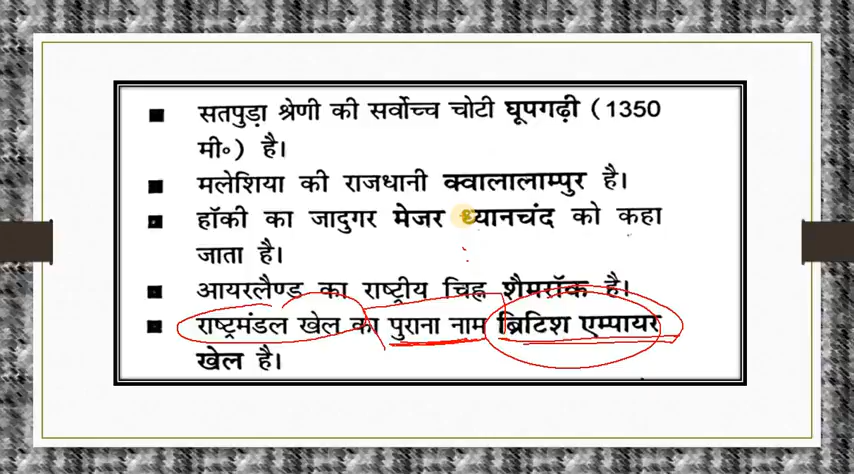 सतपुड़ा श्रेणी की सर्वोच्च चोटी घूपगढ़ी (1350
मी॰) है।
मलेशिया की राजधानी क्वालालाम्पुर है।
हॉकी का जादुगर मेजर ध्यानचंद को कहा
जाता है।
आयरलैण्ड का राष्ट्रीय चिह्न शैमरॉक है।
राष्ट्रमंडल खेल का पुराना नाम ब्रिटिश एम्पायर
खेल है।